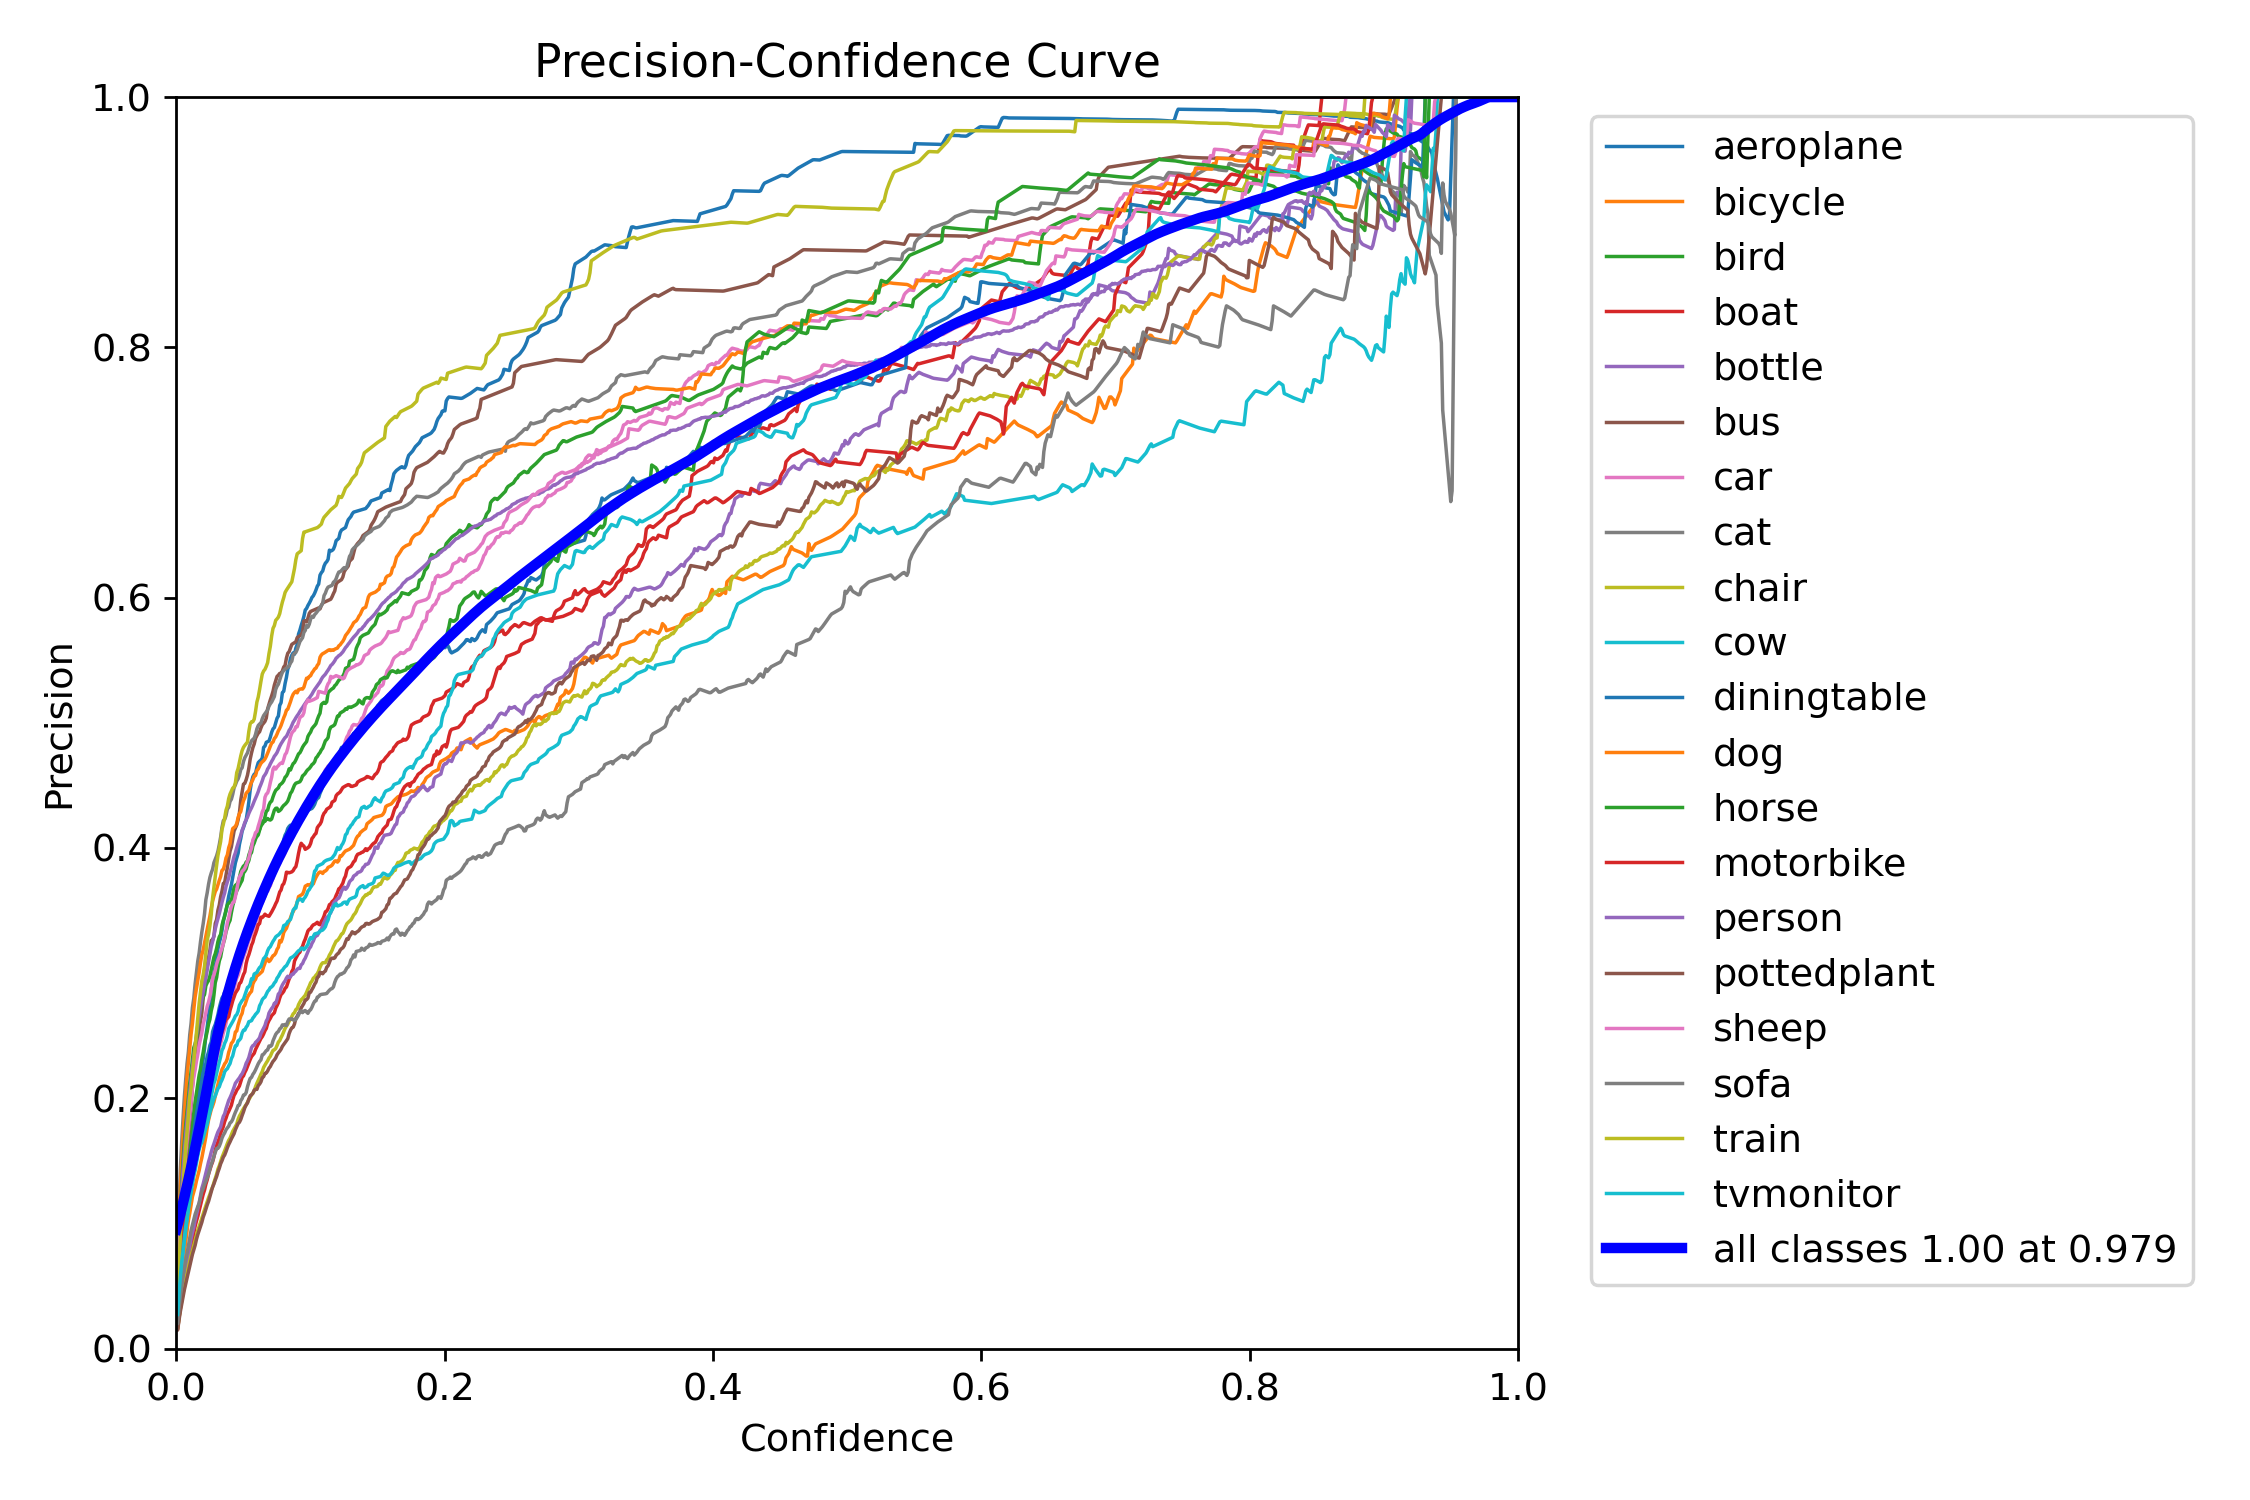 Precision-Confidence Curve
1.0
0.8
0.6
0.4
0.2
0.0
Precision
0.0 0.2 0.4 0.6 0.8 1.0
Confidence
aeroplane
bicycle
bird
boat
bottle
bus
car
cat
chair
cow
diningtable
dog
horse
motorbike
person
pottedplant
sheep
sofa
train
tvmonitor
all classes 1.00 at 0.979